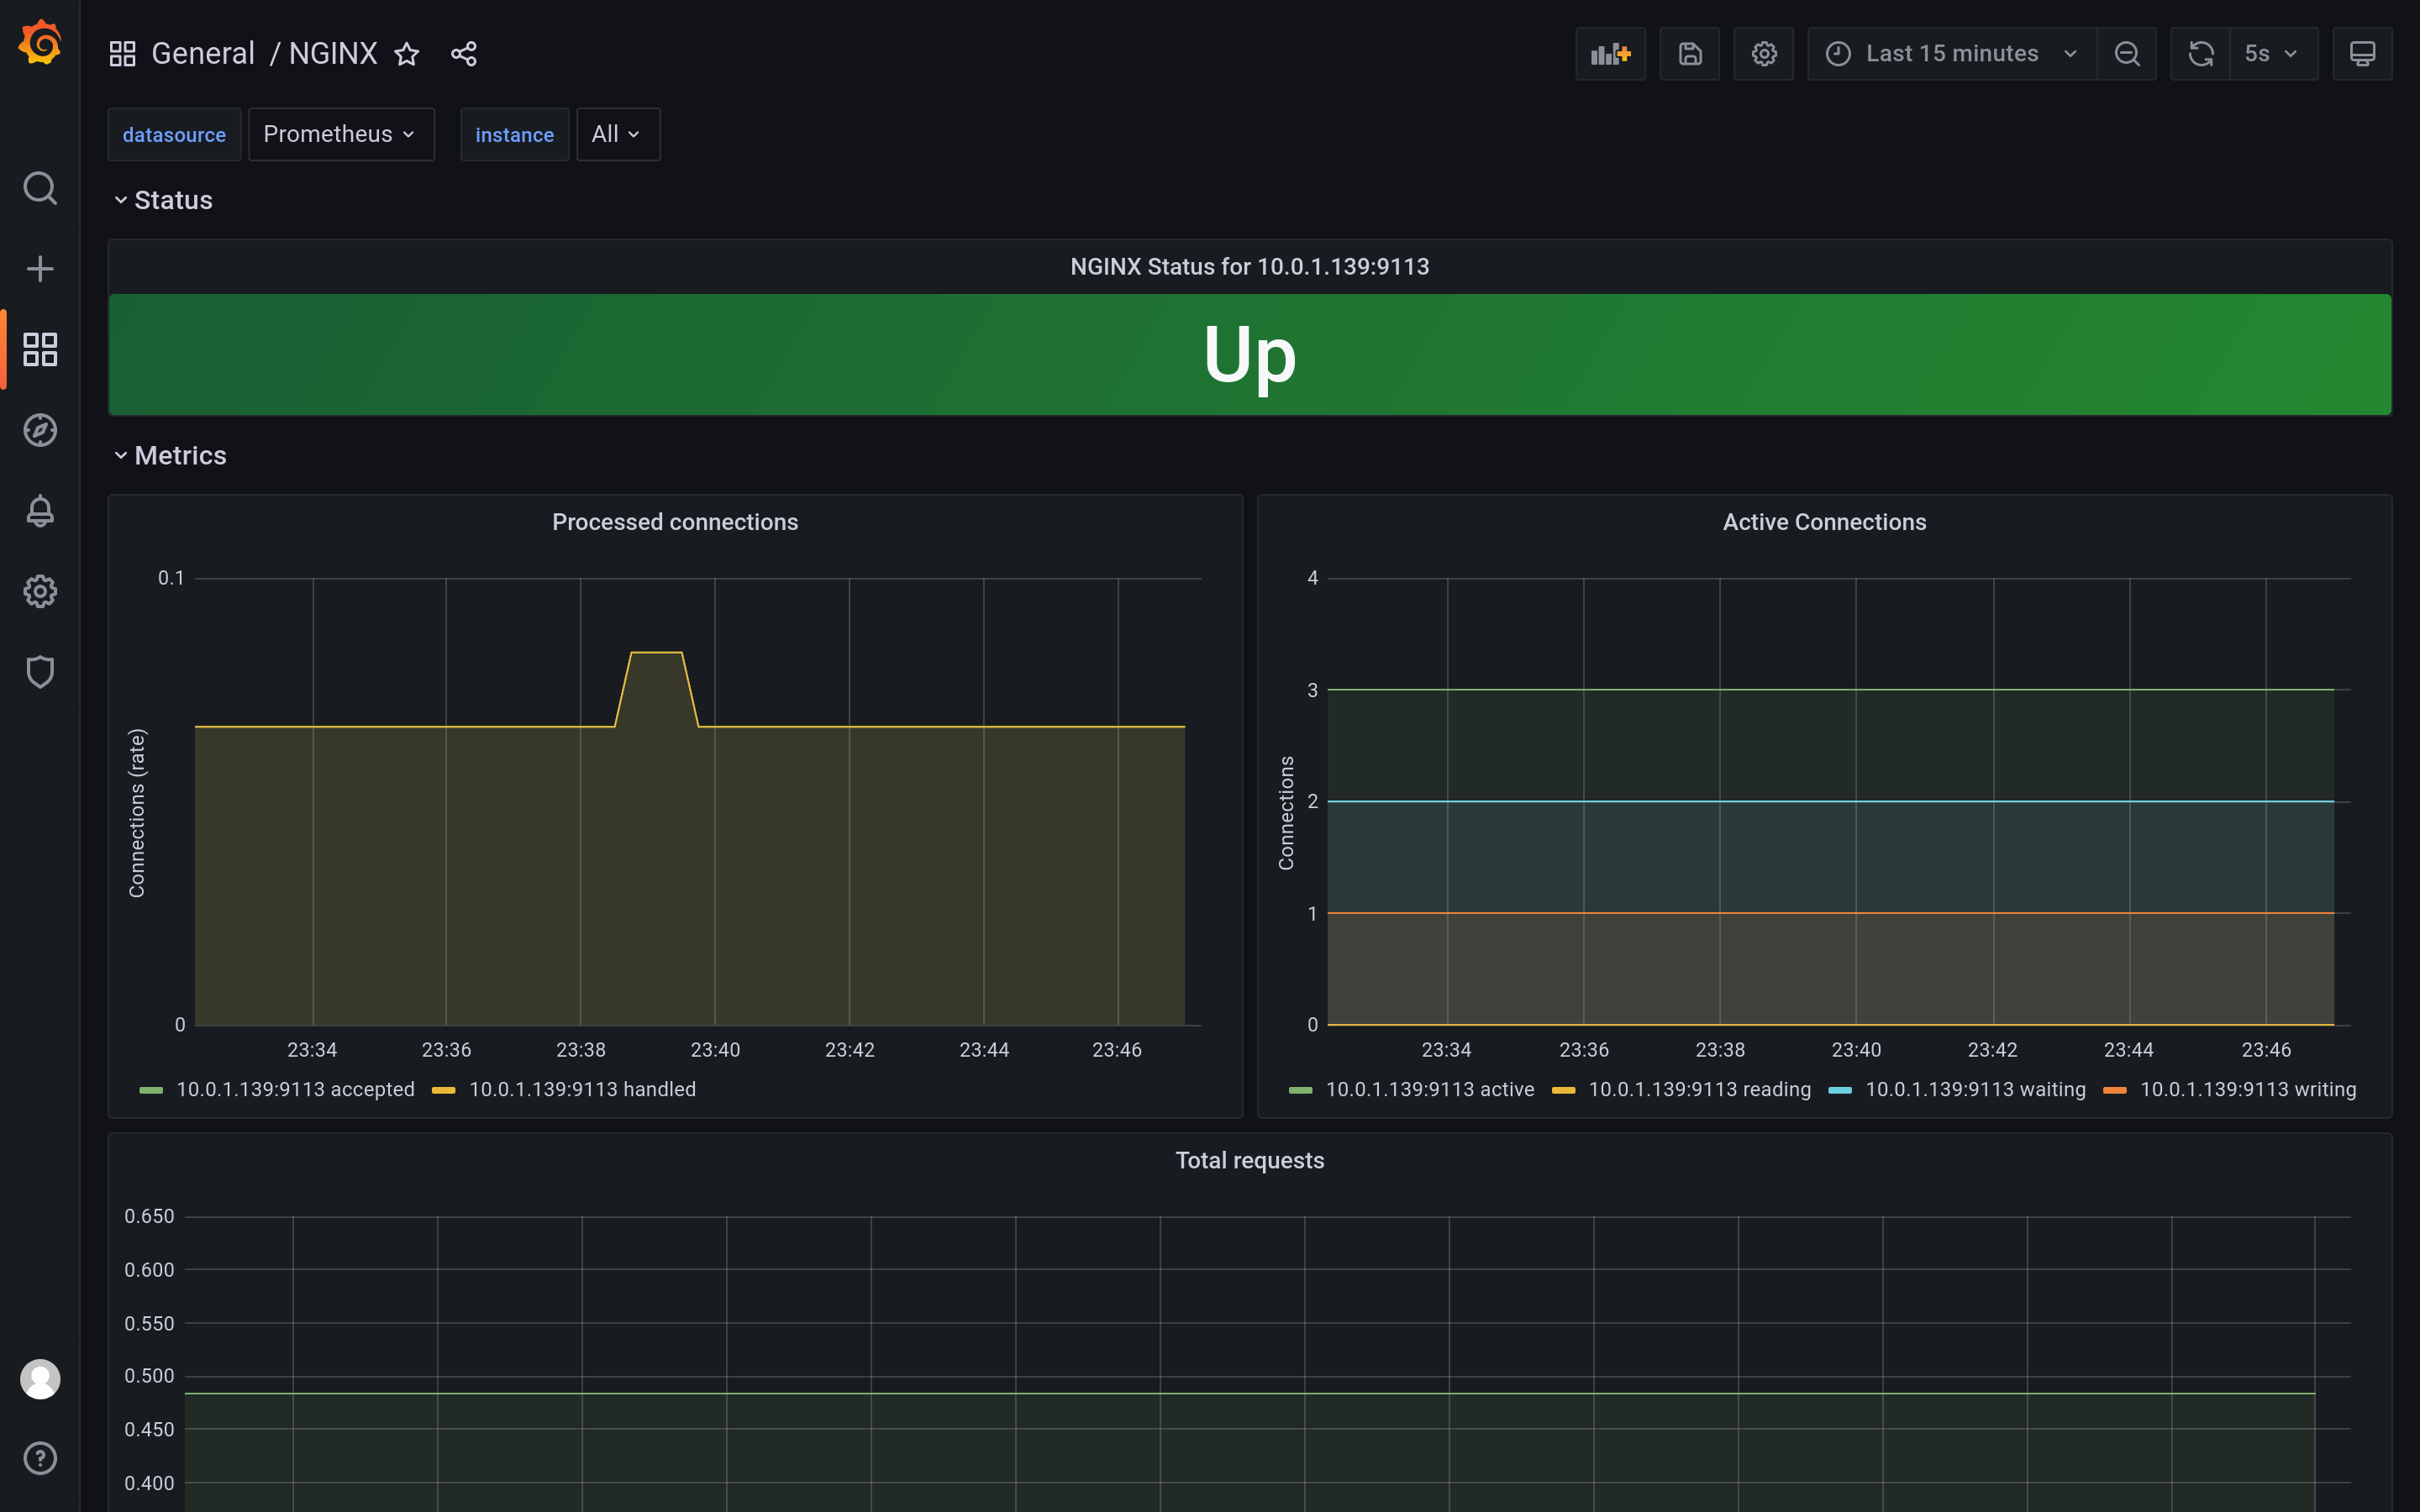 General / NGINX
Last 15 minutes
5s
datasource Prometheus instance All
Status
NGINX Status for 10.0.1.139:9113
Up
Metrics
Processed connections
0.1
0
Connections (rate)
23:34 23:36 23:38 23:40 23:42 23:44 23:46
10.0.1.139:9113 accepted 10.0.1.139:9113 handled
Active Connections
4
3
2
1
0
Connections
23:34 23:36 23:38 23:40 23:42 23:44 23:46
10.0.1.139:9113 active 10.0.1.139:9113 reading 10.0.1.139:9113 waiting 10.0.1.139:9113 writing
Total requests
0.650
0.600
0.550
0.500
0.450
0.400